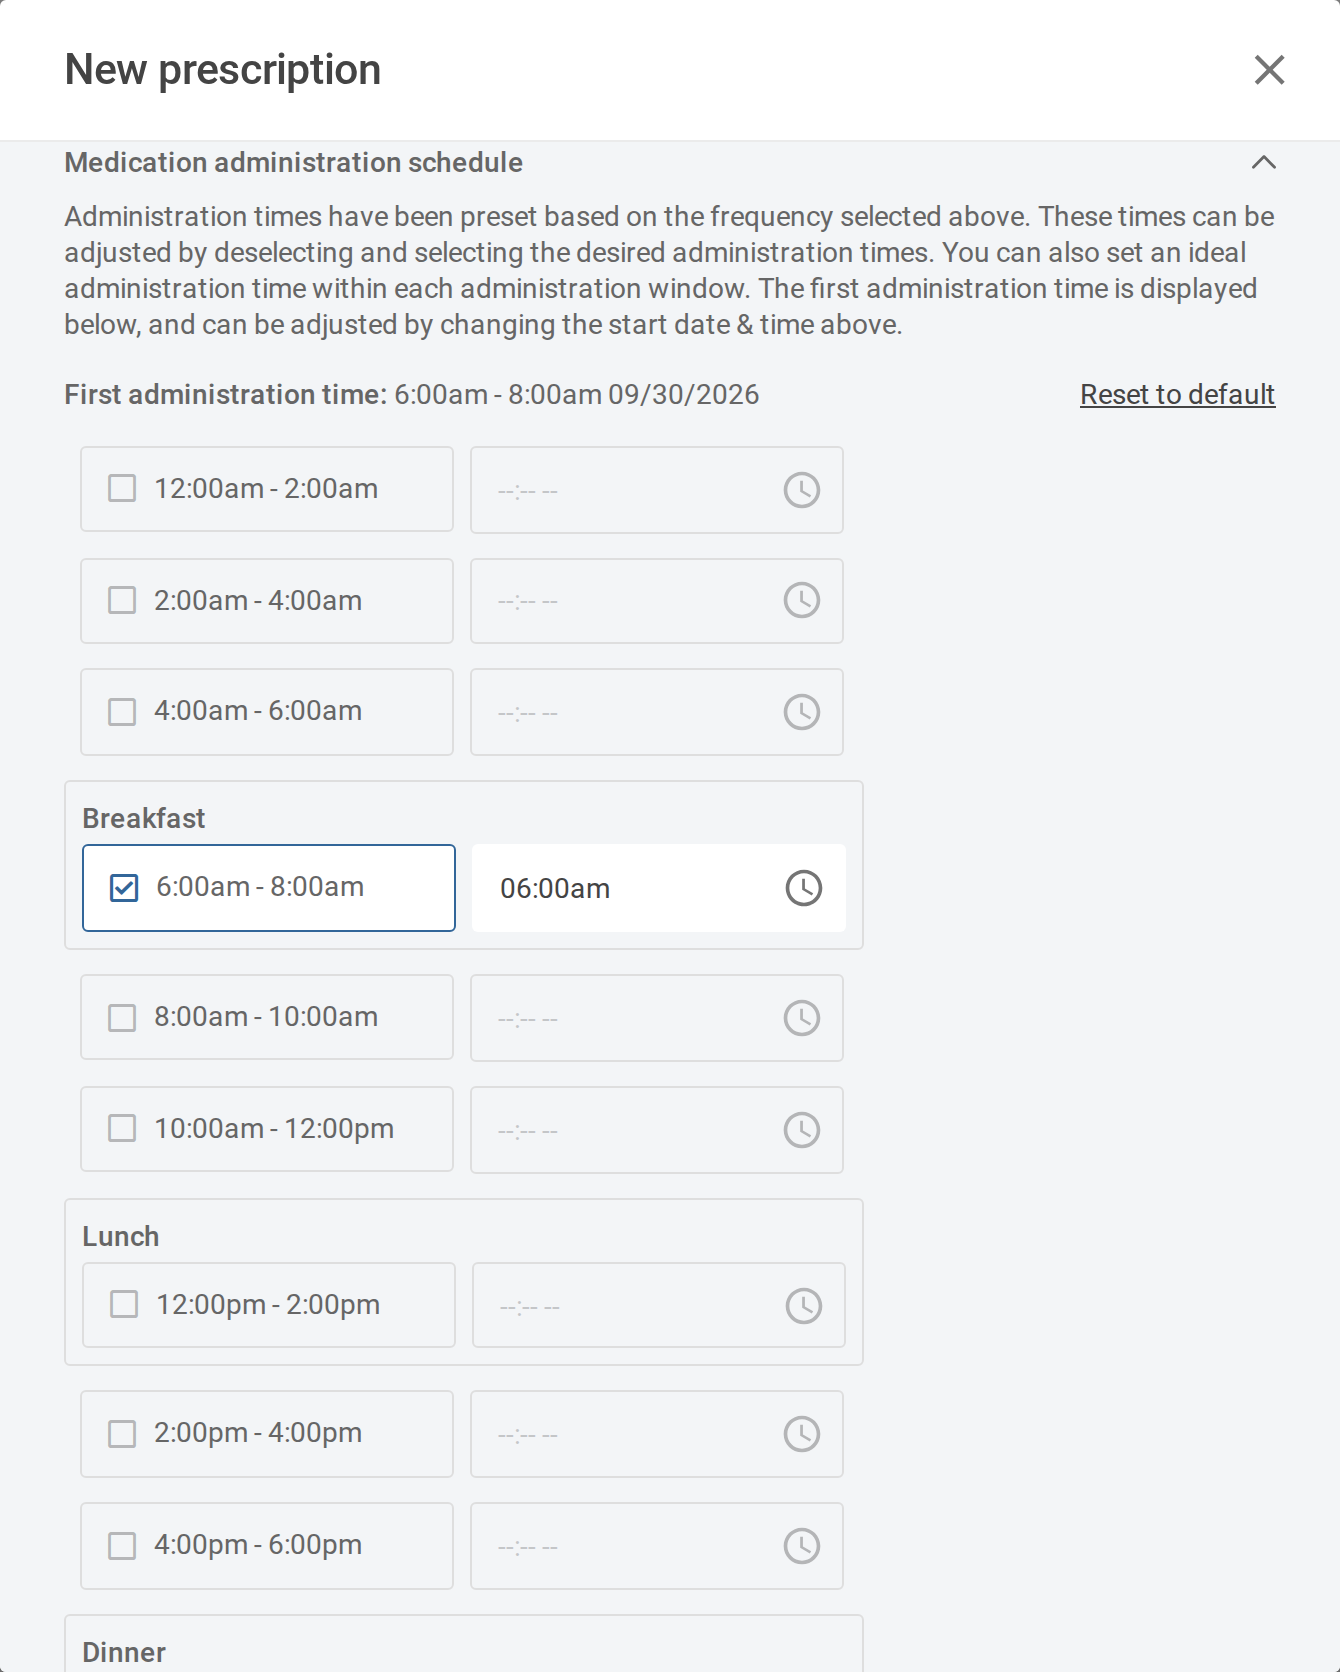 New prescription
Medication administration schedule
Administration times have been preset based on the frequency selected above. These times can be
adjusted by deselecting and selecting the desired administration times. You can also set an ideal
administration time within each administration window. The first administration time is displayed
below, and can be adjusted by changing the start date & time above.
First administration time: 6:00am - 8:00am 09/30/2026 Reset to default
12:00am - 2:00am --:-- --
2:00am - 4:00am --:-- --
4:00am - 6:00am --:-- --
Breakfast
6:00am - 8:00am 06:00am
8:00am - 10:00am --:-- --
10:00am - 12:00pm --:-- --
Lunch
12:00pm - 2:00pm --:-- --
2:00pm - 4:00pm --:-- --
4:00pm - 6:00pm --:-- --
Dinner